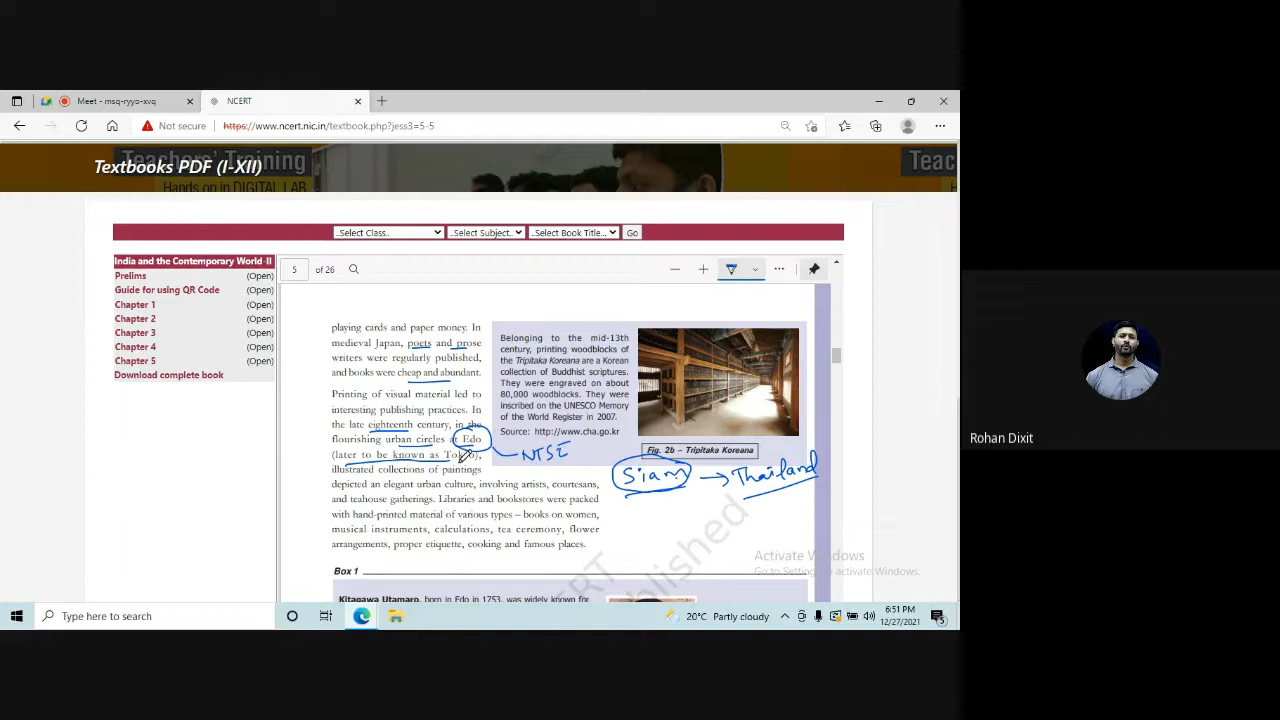 Meet - msq-ryyo-xvq
NCERT
Not secure
https://www.ncert.nic.in/textbook.php?jess3=5-5
Teachers' Training
Textbooks PDF (I-XII)
Teac
Hands on in DIGITAL LAB
..Select Class..
..Select Subject..
..Select Book Title...
Go
India and the Contemporary World-II
Prelims (Open)
Guide for using QR Code (Open)
Chapter 1 (Open)
Chapter 2 (Open)
Chapter 3 (Open)
Chapter 4 (Open)
Chapter 5 (Open)
Download complete book
5 of 26
playing cards and paper money. In
medieval Japan, poets and prose
writers were regularly published,
and books were cheap and abundant.
Printing of visual material led to
interesting publishing practices. In
the late eighteenth century, in the
flourishing urban circles at Edo
(later to be known as
illustrated collections of paintings
depicted an elegant urban culture, involving artists, courtesans,
and teahouse gatherings. Libraries and bookstores were packed
with hand-printed material of various types – books on women,
musical instruments, calculations, tea ceremony, flower
arrangements, proper etiquette, cooking and famous places.
Belonging to the mid-13th
century, printing woodblocks of
the Tripitaka Koreana are a Korean
collection of Buddhist scriptures.
They were engraved on about
80,000 woodblocks. They were
inscribed on the UNESCO Memory
of the World Register in 2007.
Source: http://www.cha.go.kr
Fig. 2b – Tripitaka Koreana
NTSE
Siam → Thailand
Box 1
Kitagawa Utamaro, born in Edo in 1753, was widely known for
Activate Windows
Go to Settings to activate Windows.
Type here to search
20°C Partly cloudy
6:51 PM
12/27/2021
5
Rohan Dixit